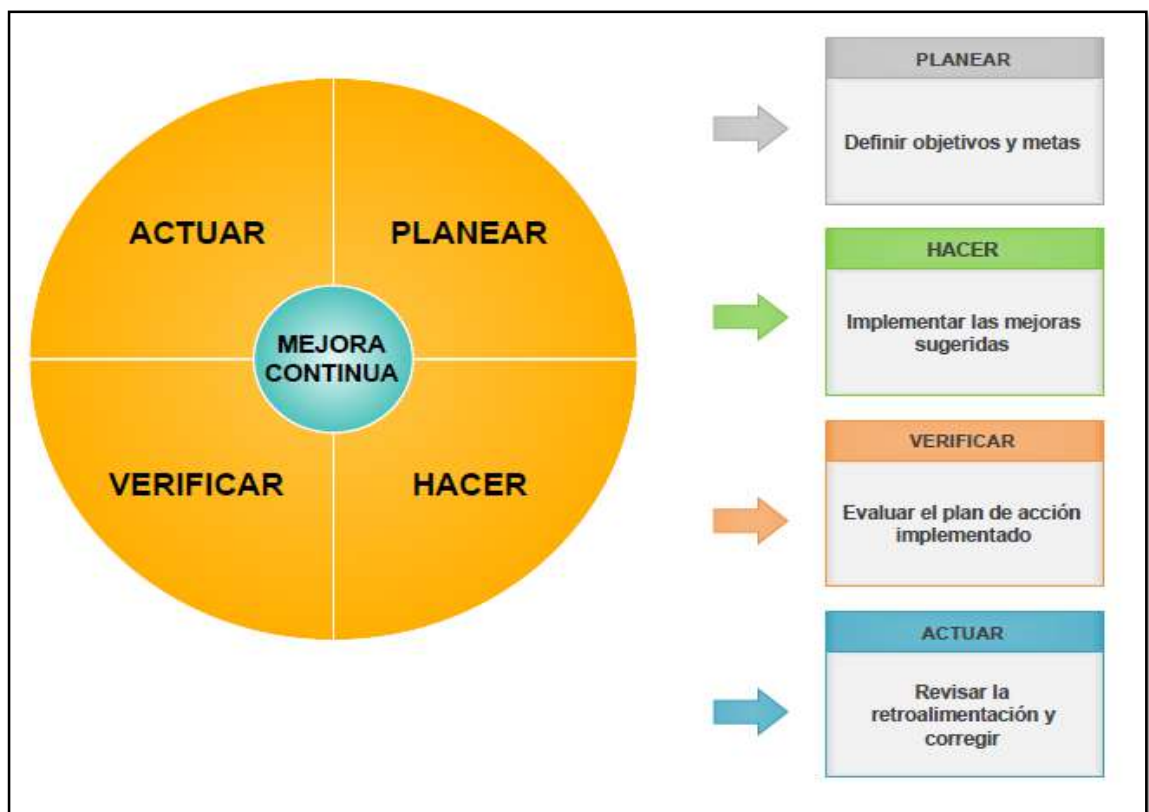 ACTUAR
PLANEAR
MEJORA
CONTINUA
VERIFICAR
HACER
PLANEAR
Definir objetivos y metas
HACER
Implementar las mejoras
sugeridas
VERIFICAR
Evaluar el plan de acción
implementado
ACTUAR
Revisar la
retroalimentación y
corregir